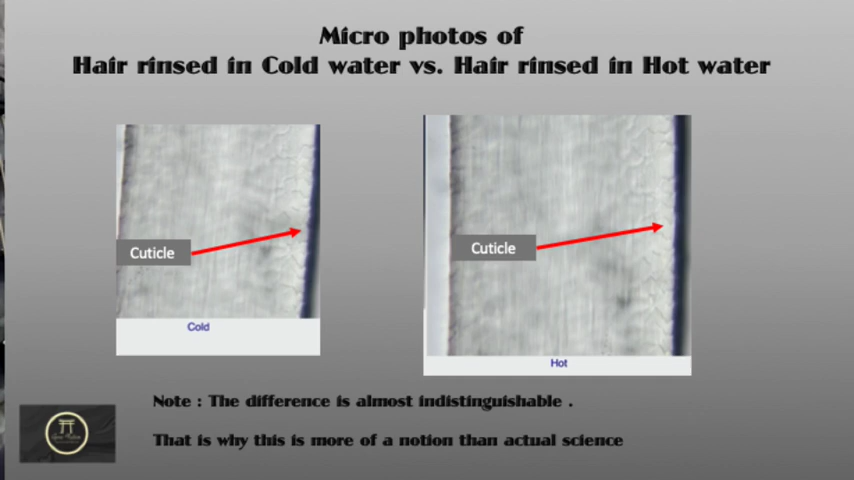 Micro photos of
Hair rinsed in Cold water vs. Hair rinsed in Hot water
Cuticle
Cuticle
Cold
Hot
Note : The difference is almost indistinguishable .
That is why this is more of a notion than actual science